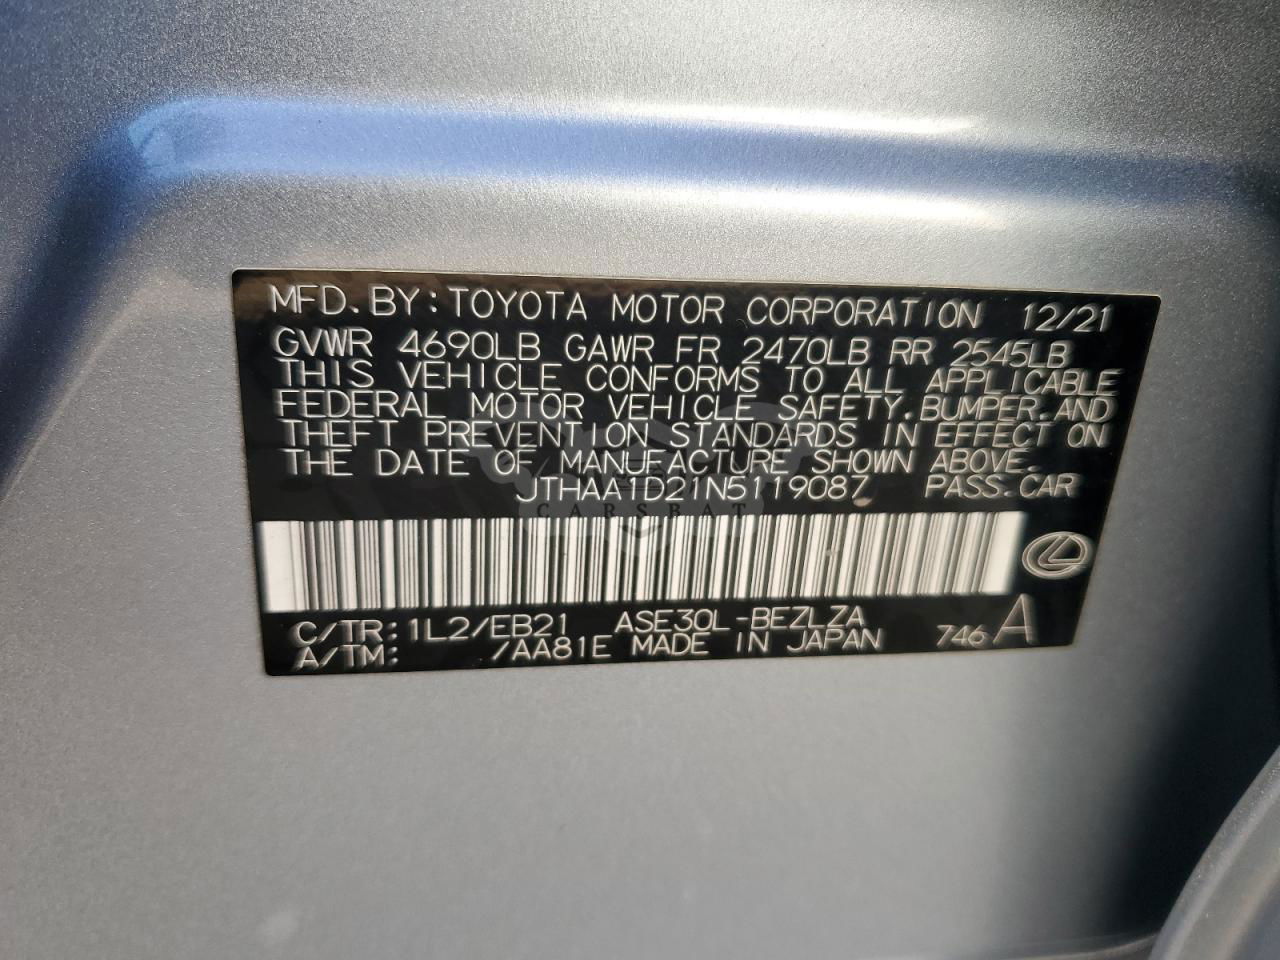 MFD. BY: TOYOTA MOTOR CORPORATION 12/21
GVWR 4690LB GAWR FR 2470LB RR 2545LB
THIS VEHICLE CONFORMS TO ALL APPLICABLE
FEDERAL MOTOR VEHICLE SAFETY, BUMPER, AND
THEFT PREVENTION STANDARDS IN EFFECT ON
THE DATE OF MANUFACTURE SHOWN ABOVE.
JTHAA1D21N5119087 PASS. CAR
CARSBAT
C/TR: 1L2/EB21 ASE30L-BEZLZA
A/TM: /AA81E MADE IN JAPAN 746 A